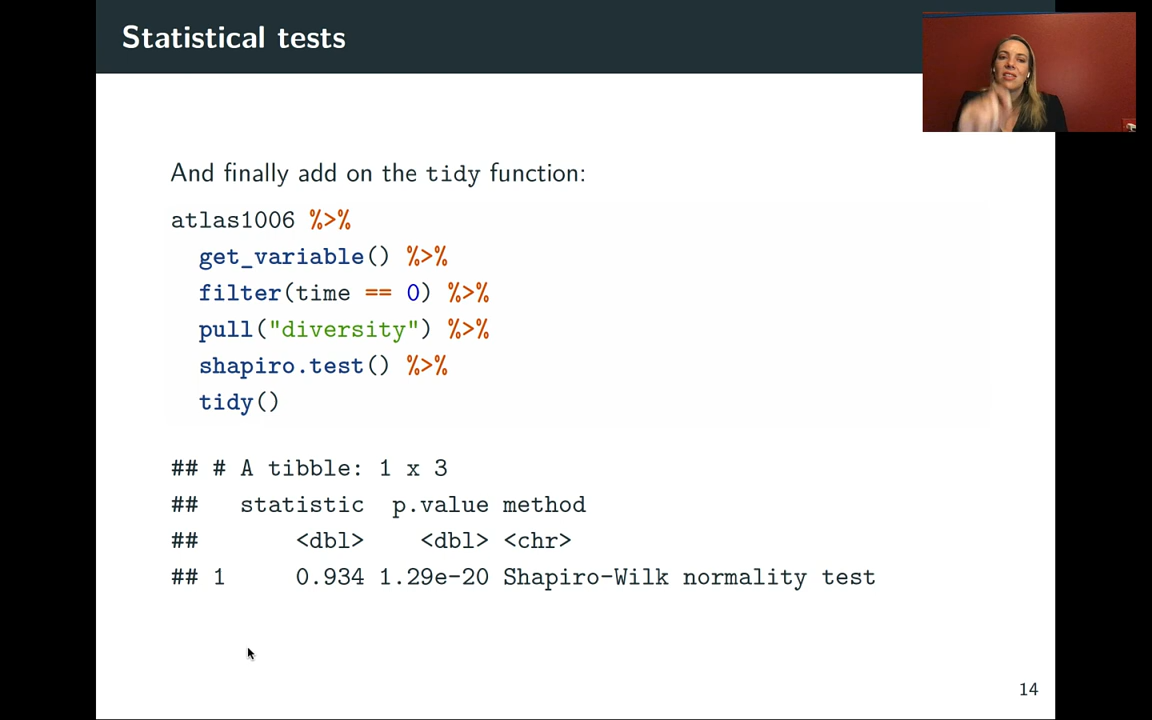 Statistical tests
And finally add on the tidy function:
atlas1006 %>%
get_variable() %>%
filter(time == 0) %>%
pull("diversity") %>%
shapiro.test() %>%
tidy()
## # A tibble: 1 x 3
##   statistic  p.value method
##       <dbl>    <dbl> <chr>
## 1     0.934 1.29e-20 Shapiro-Wilk normality test
14